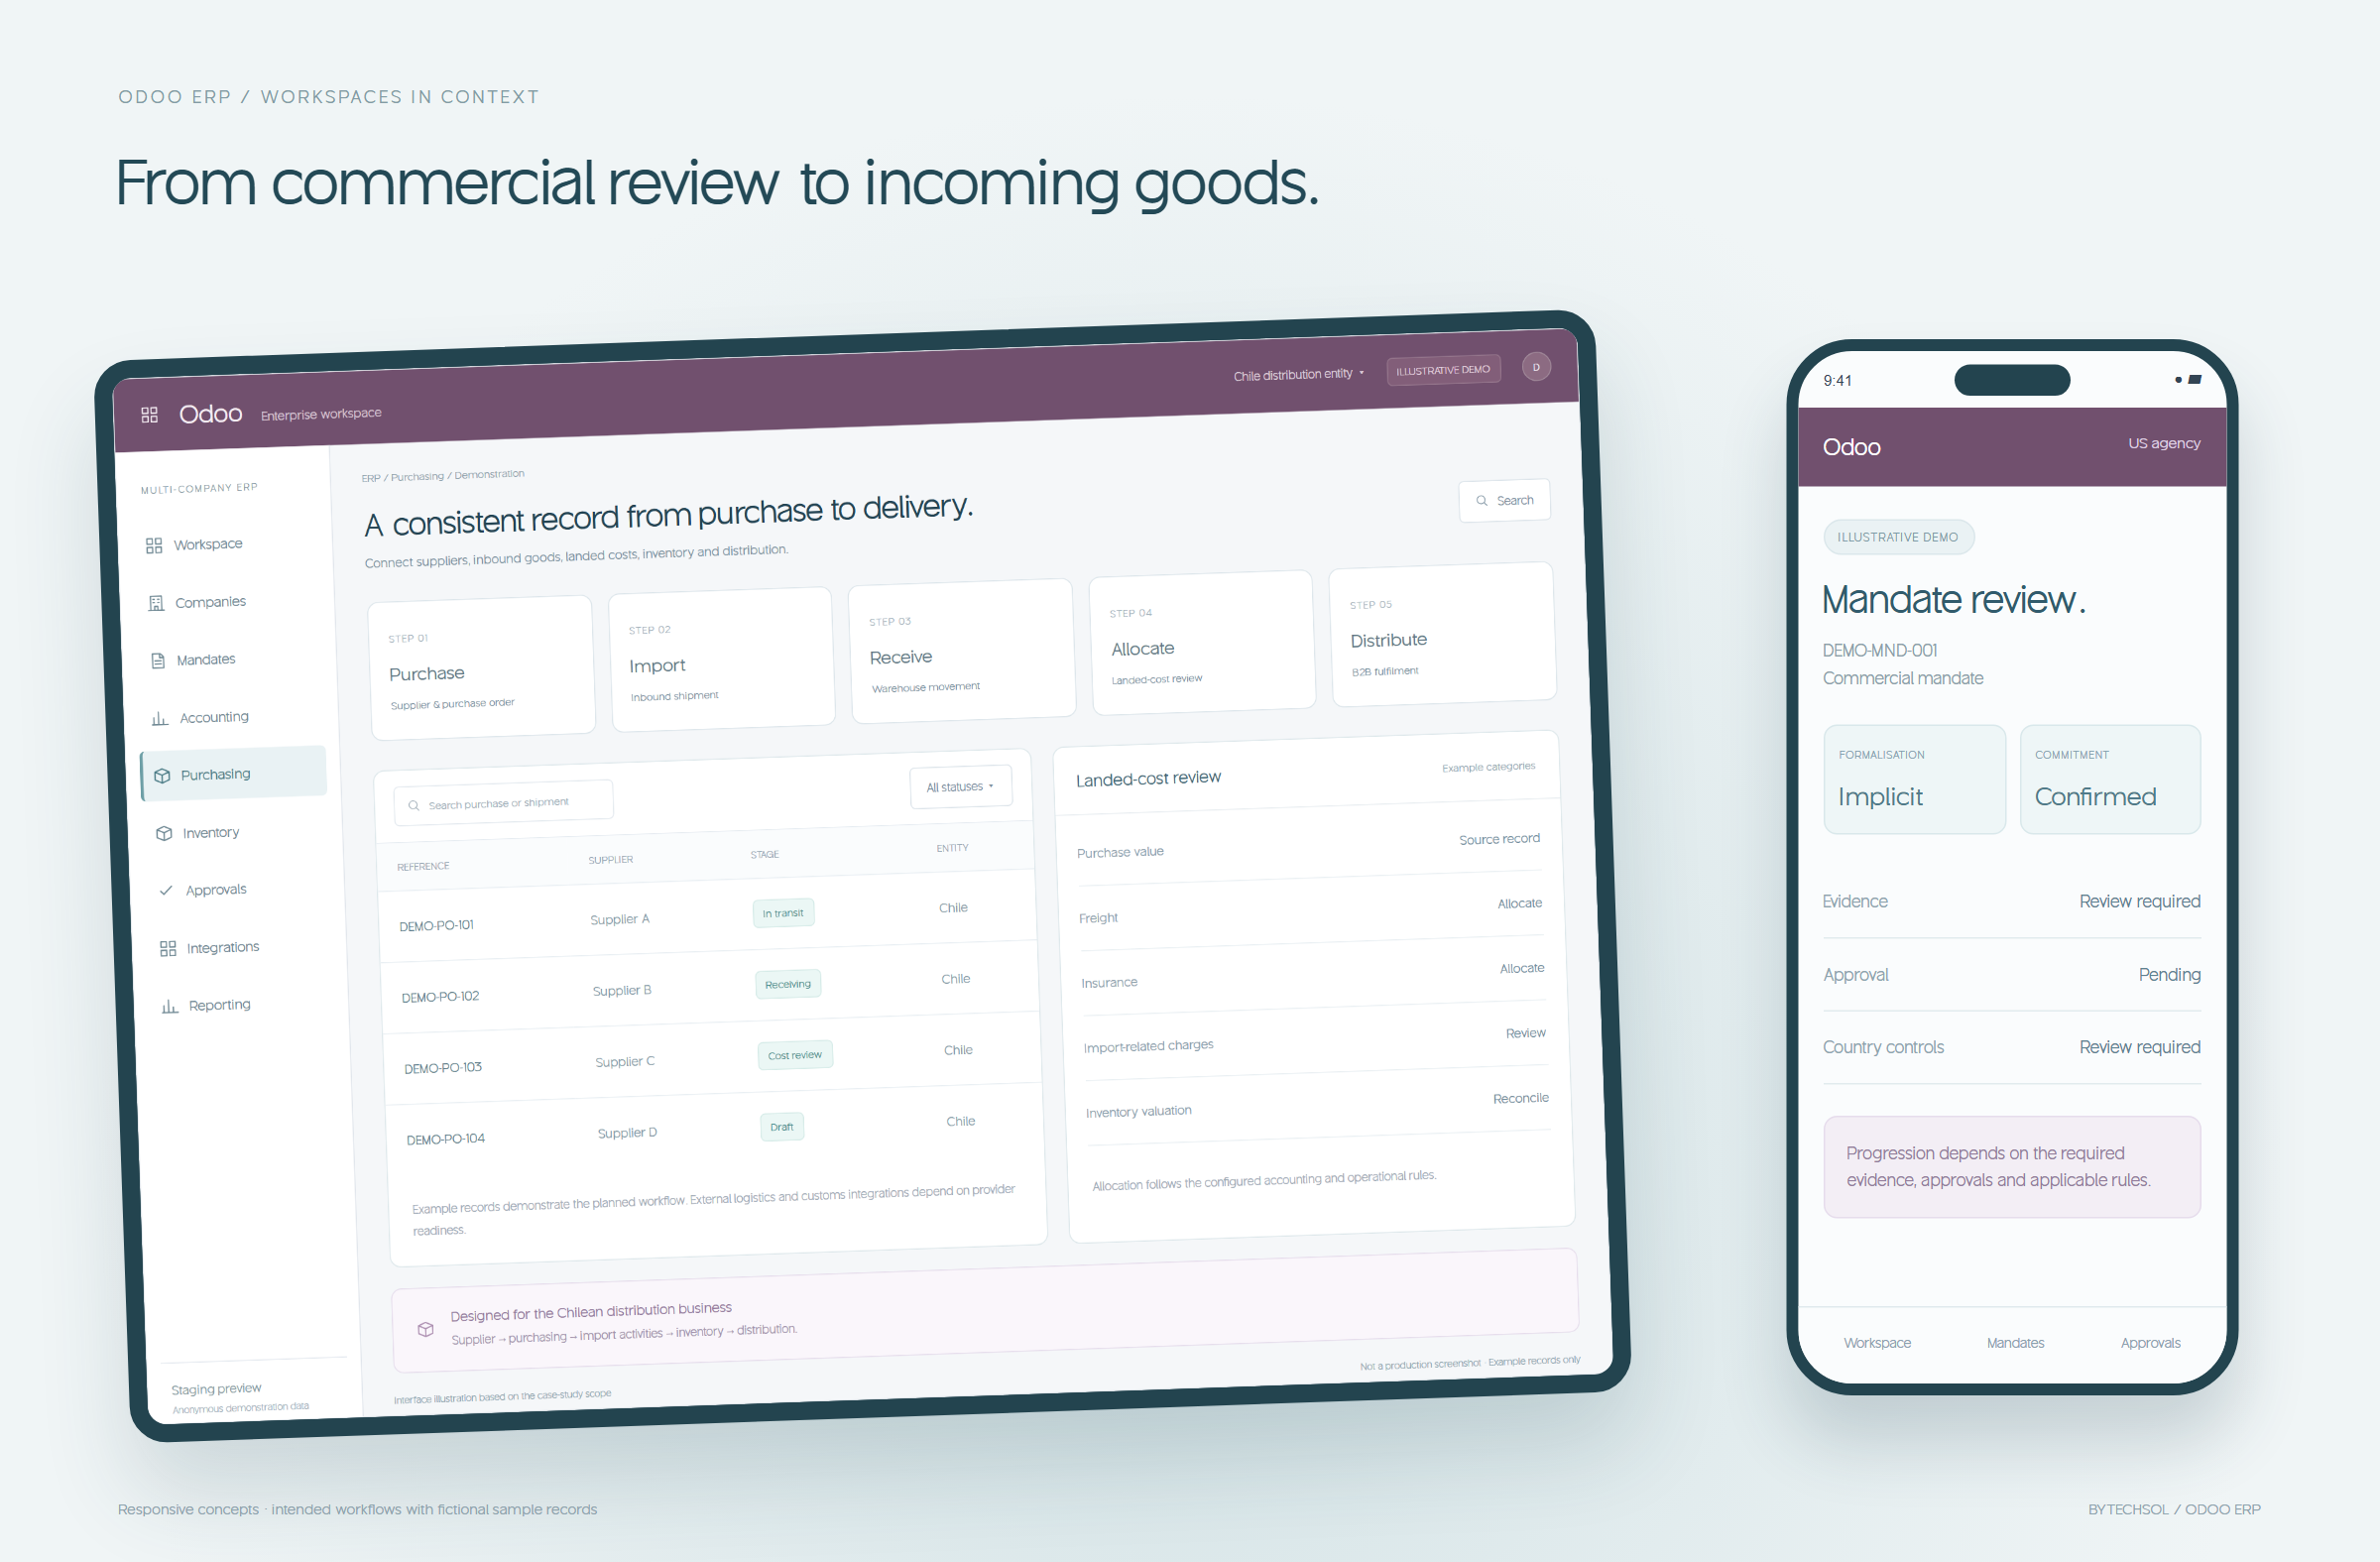 ODOO ERP / WORKSPACES IN CONTEXT
From commercial review to incoming goods.
Odoo Enterprise workspace
Chile distribution entity
ILLUSTRATIVE DEMO
D
MULTI-COMPANY ERP
Workspace
Companies
Mandates
Accounting
Purchasing
Inventory
Approvals
Integrations
Reporting
Staging preview
Anonymous demonstration data
ERP / Purchasing / Demonstration
A consistent record from purchase to delivery.
Connect suppliers, inbound goods, landed costs, inventory and distribution.
Search
STEP 01
Purchase
Supplier & purchase order
STEP 02
Import
Inbound shipment
STEP 03
Receive
Warehouse movement
STEP 04
Allocate
Landed-cost review
STEP 05
Distribute
B2B fulfilment
Search purchase or shipment
All statuses
REFERENCE SUPPLIER STAGE ENTITY
DEMO-PO-101 Supplier A In transit Chile
DEMO-PO-102 Supplier B Receiving Chile
DEMO-PO-103 Supplier C Cost review Chile
DEMO-PO-104 Supplier D Draft Chile
Example records demonstrate the planned workflow. External logistics and customs integrations depend on provider
readiness.
Landed-cost review Example categories
Purchase value Source record
Freight Allocate
Insurance Allocate
Import-related charges Review
Inventory valuation Reconcile
Allocation follows the configured accounting and operational rules.
Designed for the Chilean distribution business
Supplier → purchasing → import activities → inventory → distribution.
Interface illustration based on the case-study scope
Not a production screenshot · Example records only
9:41
Odoo US agency
ILLUSTRATIVE DEMO
Mandate review.
DEMO-MND-001
Commercial mandate
FORMALISATION
Implicit
COMMITMENT
Confirmed
Evidence Review required
Approval Pending
Country controls Review required
Progression depends on the required
evidence, approvals and applicable rules.
Workspace Mandates Approvals
Responsive concepts · intended workflows with fictional sample records
BYTECHSOL / ODOO ERP